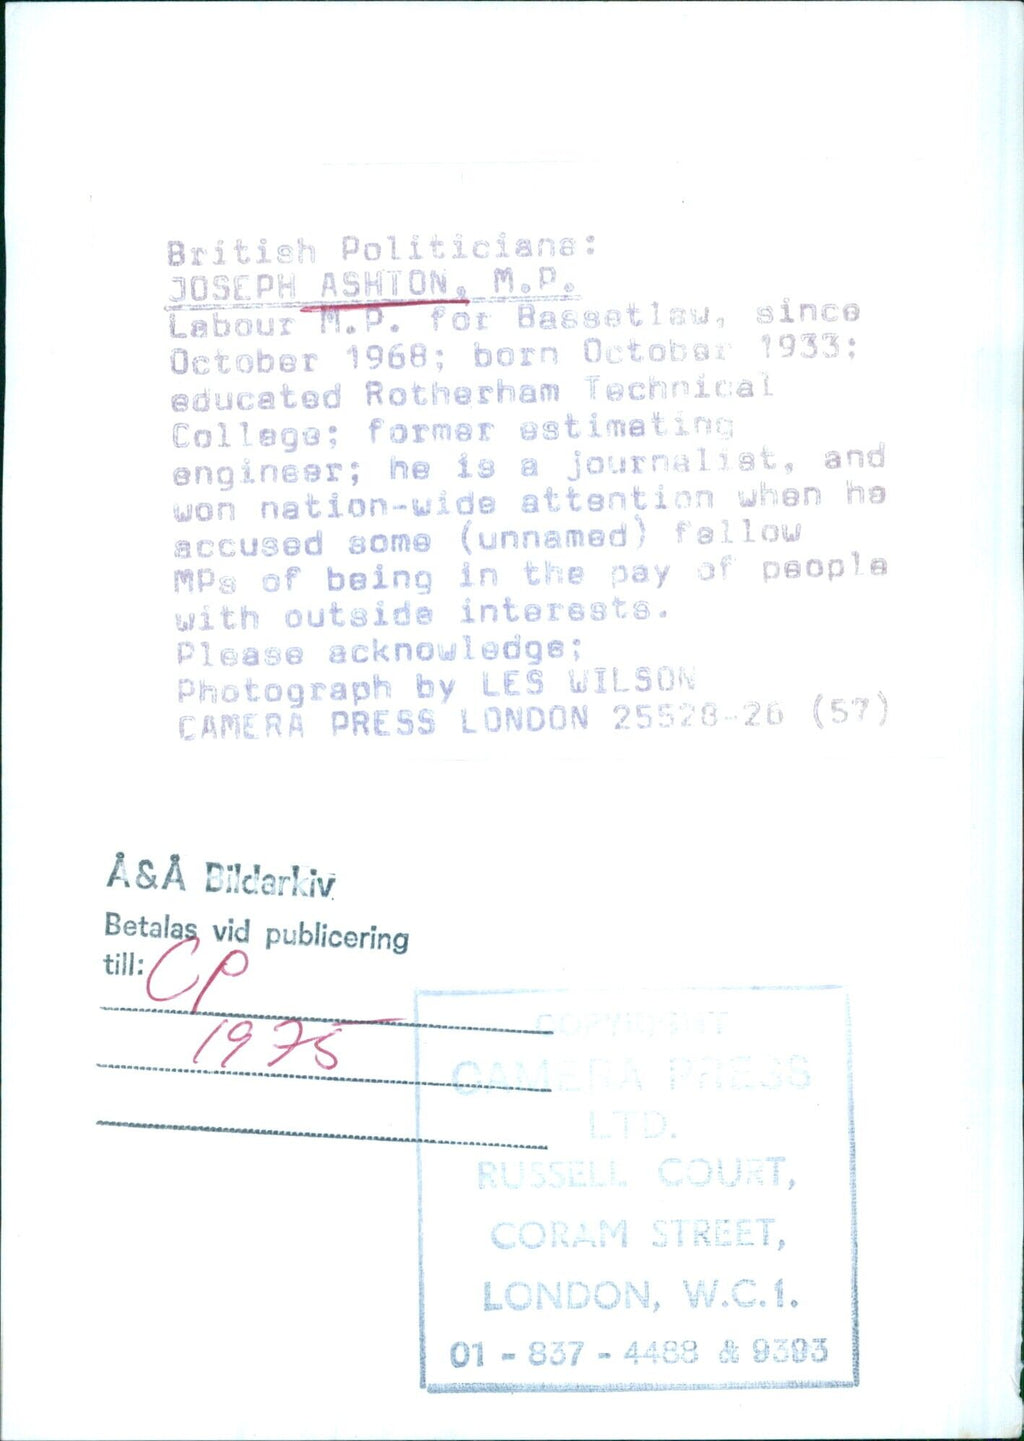 British Politicians:
JOSEPH ASHTON, M.P.
Labour M.P. for Bassetlaw, since
October 1968; born October 1933;
educated Rotherham Technical
College; former estimating
engineer; he is a journalist, and
won nation-wide attention when he
accused some (unnamed) fellow
MPs of being in the pay of people
with outside interests.
Please acknowledge;
Photograph by LES WILSON
CAMERA PRESS LONDON 25528-26 (57)
Å&Å Bildarkiv
Betalas vid publicering
till: CP
1975
COPYRIGHT
CAMERA PRESS
LTD.
RUSSELL COURT,
CORAM STREET,
LONDON, W.C.1.
01 - 837 - 4488 & 9393